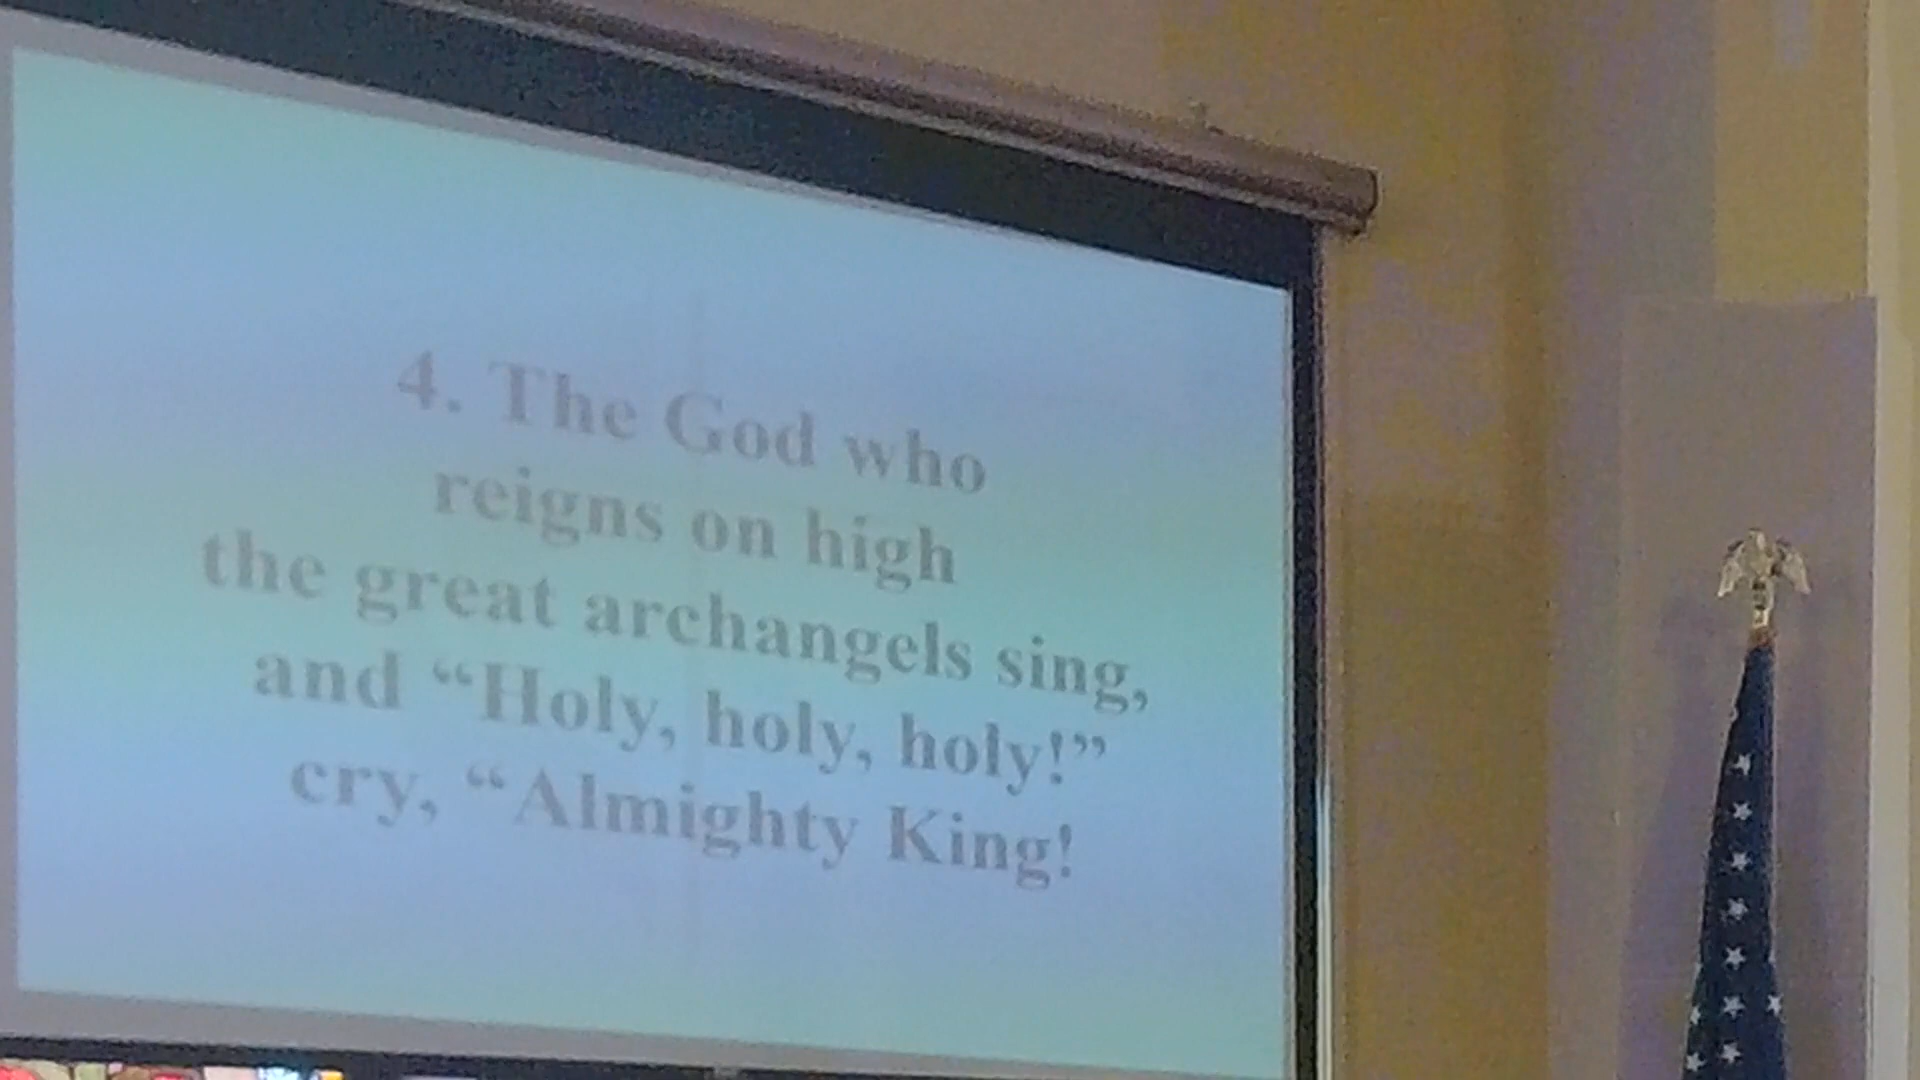 4. The God who
reigns on high
the great archangels sing,
and “Holy, holy, holy!”
cry, “Almighty King!